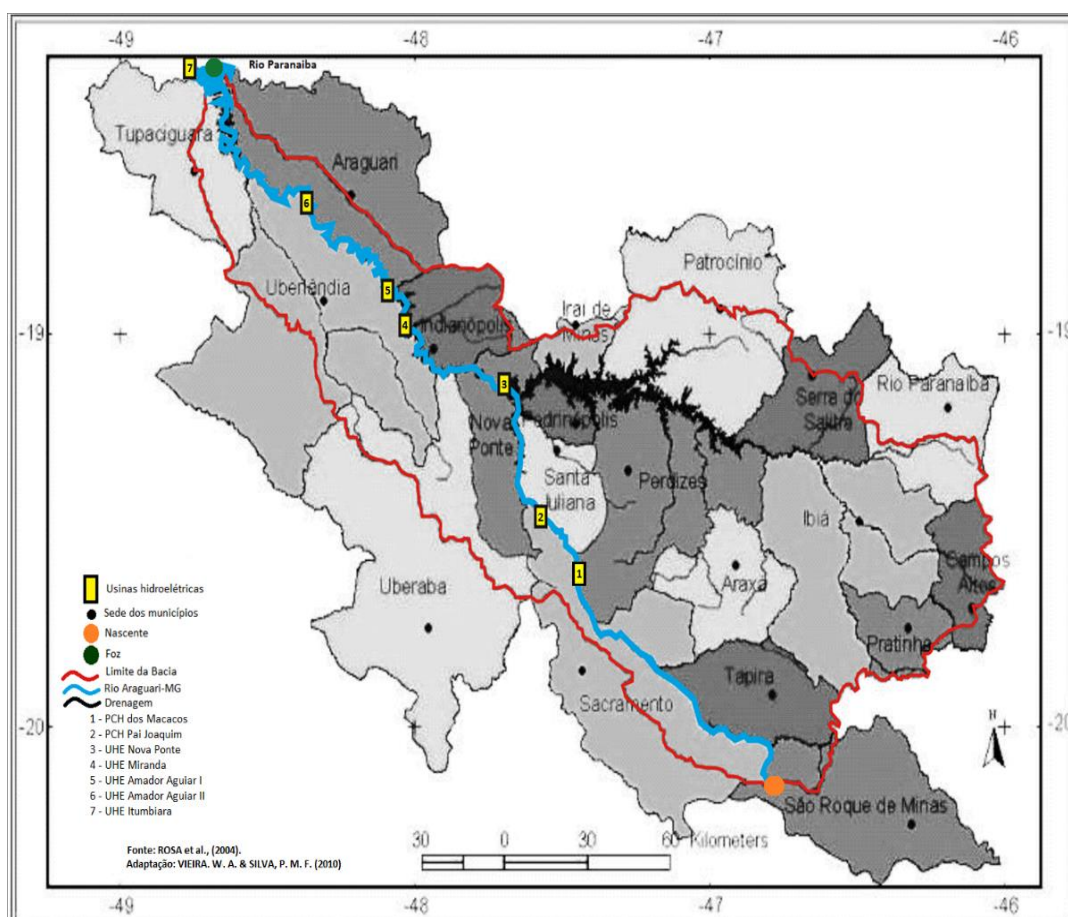 -49
-48
-47
-46
7
Rio Paranaiba
Tupaciguara
Araguari
6
Patrocínio
Uberlândia
5
Irai de
Minas
4
Indianópolis
-19
-19
3
Rio Paranaiba
Serra do
Salitre
Nova
Ponte
Pedrinópolis
Santa
Juliana
Perdizes
2
Ibiá
Campos
Altos
1
Araxá
Uberaba
Pratinha
Tapira
Sacramento
-20
-20
São Roque de Minas
N
Usinas hidroelétricas
Sede dos municípios
Nascente
Foz
Limite da Bacia
Rio Araguari-MG
Drenagem
1 - PCH dos Macacos
2 - PCH Pai Joaquim
3 - UHE Nova Ponte
4 - UHE Miranda
5 - UHE Amador Aguiar I
6 - UHE Amador Aguiar II
7 - UHE Itumbiara
30 0 30 60 Kilometers
Fonte: ROSA et al., (2004).
Adaptação: VIEIRA. W. A. & SILVA, P. M. F. (2010)
-49
-48
-47
-46